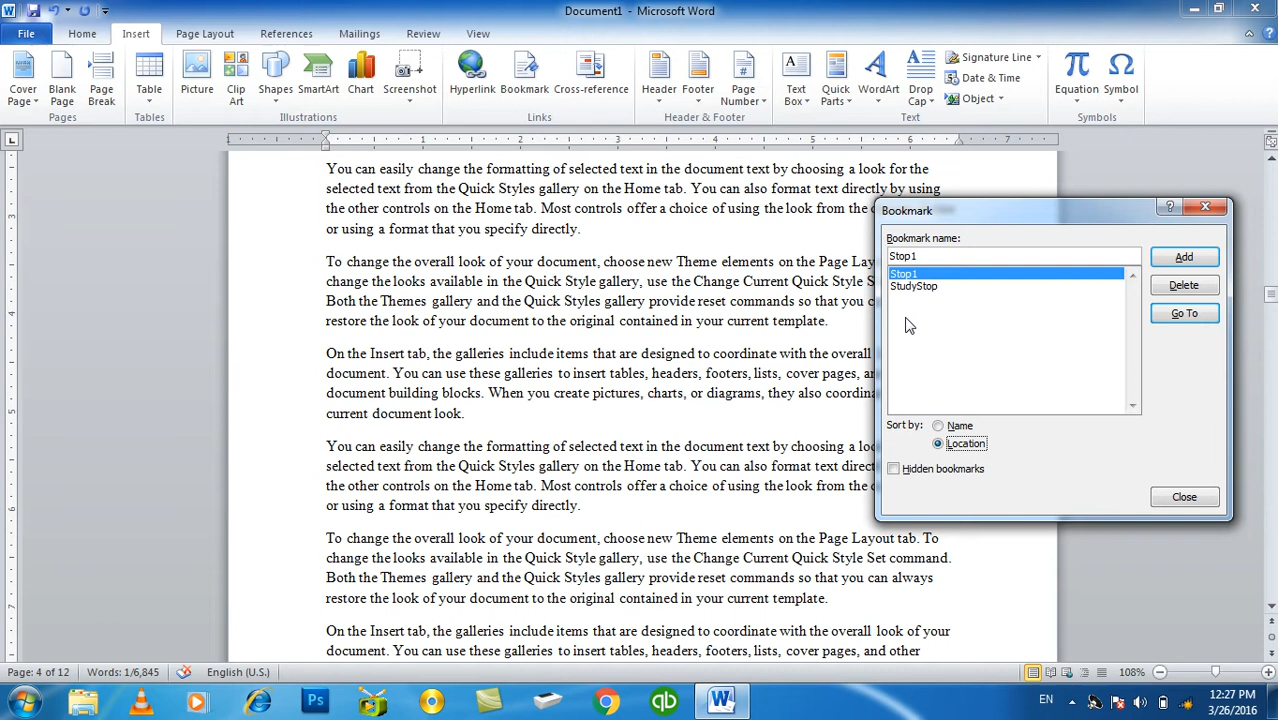 Document1 - Microsoft Word
File Home Insert Page Layout References Mailings Review View
Cover Page
Blank Page
Page Break
Table
Picture
Clip Art
Shapes
SmartArt
Chart
Screenshot
Hyperlink
Bookmark
Cross-reference
Header
Footer
Page Number
Text Box
Quick Parts
WordArt
Drop Cap
Signature Line
Date & Time
Object
Equation
Symbol
Pages Tables Illustrations Links Header & Footer Text Symbols
1 2 3 4 5 6 7
You can easily change the formatting of selected text in the document text by choosing a look for the
selected text from the Quick Styles gallery on the Home tab. You can also format text directly by using
the other controls on the Home tab. Most controls offer a choice of using the look from the
or using a format that you specify directly.
To change the overall look of your document, choose new Theme elements on the Page
change the looks available in the Quick Style gallery, use the Change Current Quick Style
Both the Themes gallery and the Quick Styles gallery provide reset commands so that you
restore the look of your document to the original contained in your current template.
On the Insert tab, the galleries include items that are designed to coordinate with the overall
document. You can use these galleries to insert tables, headers, footers, lists, cover pages,
document building blocks. When you create pictures, charts, or diagrams, they also
current document look.
You can easily change the formatting of selected text in the document text by choosing a
selected text from the Quick Styles gallery on the Home tab. You can also format text
the other controls on the Home tab. Most controls offer a choice of using the look from the
or using a format that you specify directly.
To change the overall look of your document, choose new Theme elements on the Page Layout tab. To
change the looks available in the Quick Style gallery, use the Change Current Quick Style Set command.
Both the Themes gallery and the Quick Styles gallery provide reset commands so that you can always
restore the look of your document to the original contained in your current template.
On the Insert tab, the galleries include items that are designed to coordinate with the overall look of your
document. You can use these galleries to insert tables, headers, footers, lists, cover pages, and other
3
4
5
6
7
Bookmark
Bookmark name:
Stop1
Stop1
StudyStop
Add
Delete
Go To
Sort by: Name
Location
Hidden bookmarks
Close
Page: 4 of 12 Words: 1/6,845 English (U.S.) 108%
Ps
qb
EN
12:27 PM
3/26/2016